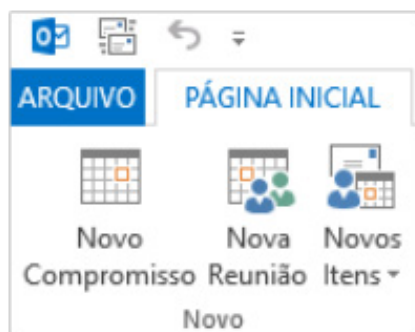 ARQUIVO PÁGINA INICIAL
Novo Nova Novos
Compromisso Reunião Itens
Novo